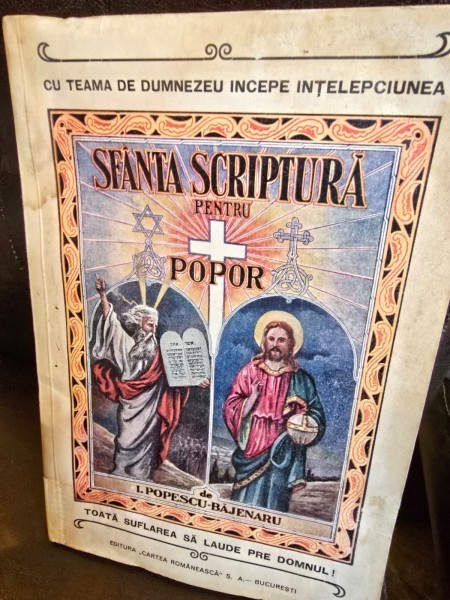 CU TEAMA DE DUMNEZEU INCEPE INȚELEPCIUNEA
SFÂNTA SCRIPTURĂ
PENTRU
POPOR
de
I. POPESCU-BĂJENARU
TOATĂ SUFLAREA SĂ LAUDE PRE DOMNUL!
EDITURA „CARTEA ROMÂNEASCĂ" S. A.— BUCUREȘTI